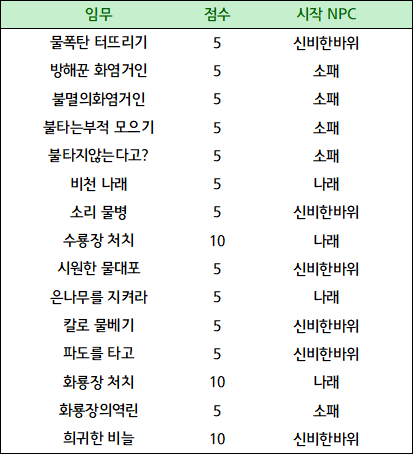 임무 점수 시작 NPC
물폭탄 터뜨리기 5 신비한바위
방해꾼 화염거인 5 소패
불멸의화염거인 5 소패
불타는부적 모으기 5 소패
불타지않는다고? 5 소패
비천 나래 5 나래
소리 물병 5 신비한바위
수룡장 처치 10 나래
시원한 물대포 5 신비한바위
은나무를 지켜라 5 나래
칼로 물베기 5 신비한바위
파도를 타고 5 신비한바위
화룡장 처치 10 나래
화룡장의역린 5 소패
희귀한 비늘 10 신비한바위